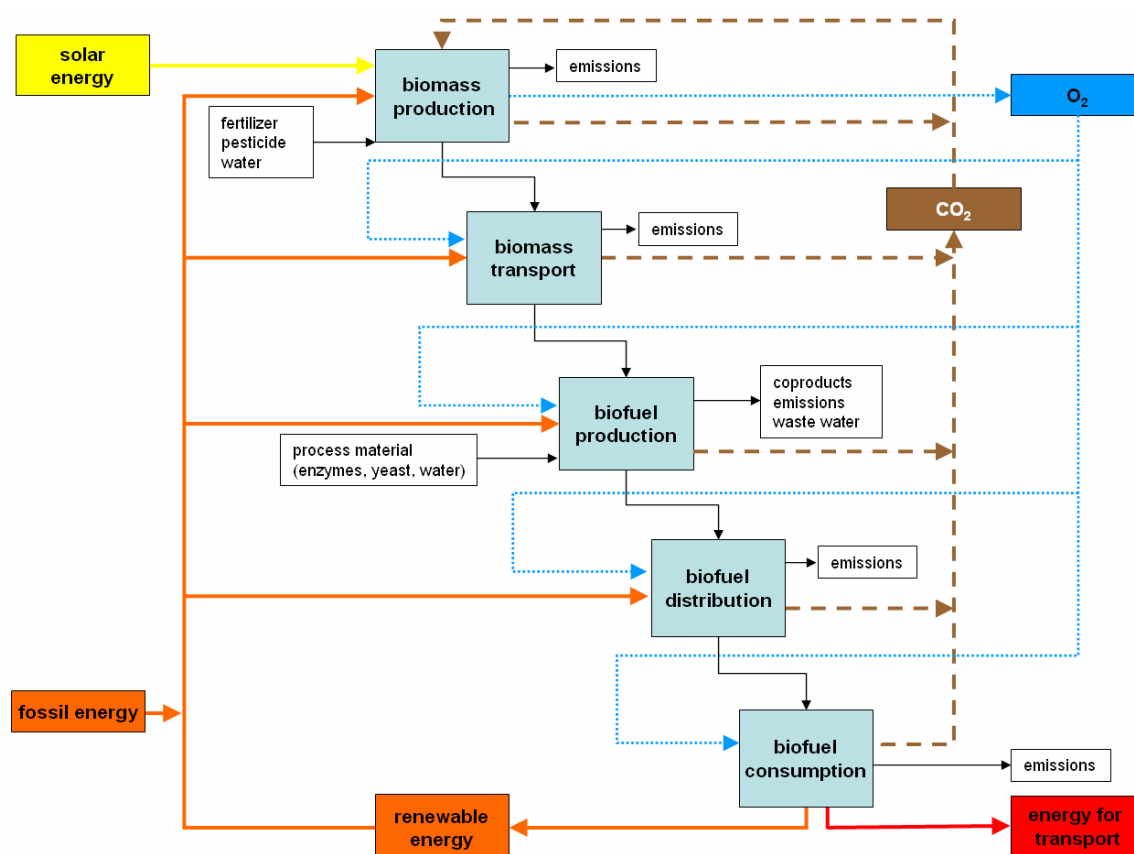 solar
energy
biomass
production
emissions
O₂
fertilizer
pesticide
water
CO₂
biomass
transport
emissions
biofuel
production
coproducts
emissions
waste water
process material
(enzymes, yeast, water)
biofuel
distribution
emissions
fossil energy
biofuel
consumption
emissions
renewable
energy
energy for
transport